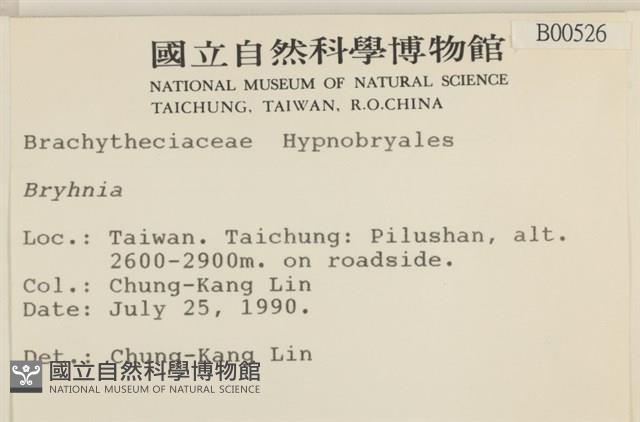 B00526
國立自然科學博物館
NATIONAL MUSEUM OF NATURAL SCIENCE
TAICHUNG, TAIWAN, R.O.CHINA
Brachytheciaceae Hypnobryales
Bryhnia
Loc.: Taiwan. Taichung: Pilushan, alt.
2600-2900m. on roadside.
Col.: Chung-Kang Lin
Date: July 25, 1990.
Det.: Chung-Kang Lin
國立自然科學博物館
NATIONAL MUSEUM OF NATURAL SCIENCE